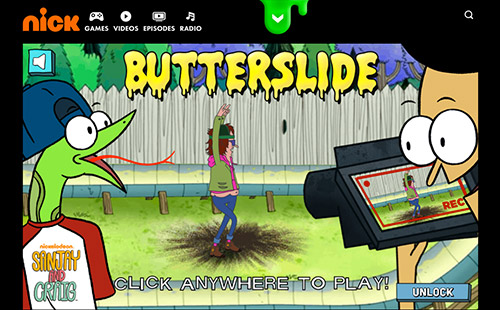 nick
GAMES VIDEOS EPISODES RADIO
BUTTERSLIDE
REC
nickelodeon
SANJAY
AND
CRAIG
CLICK ANYWHERE TO PLAY!
UNLOCK